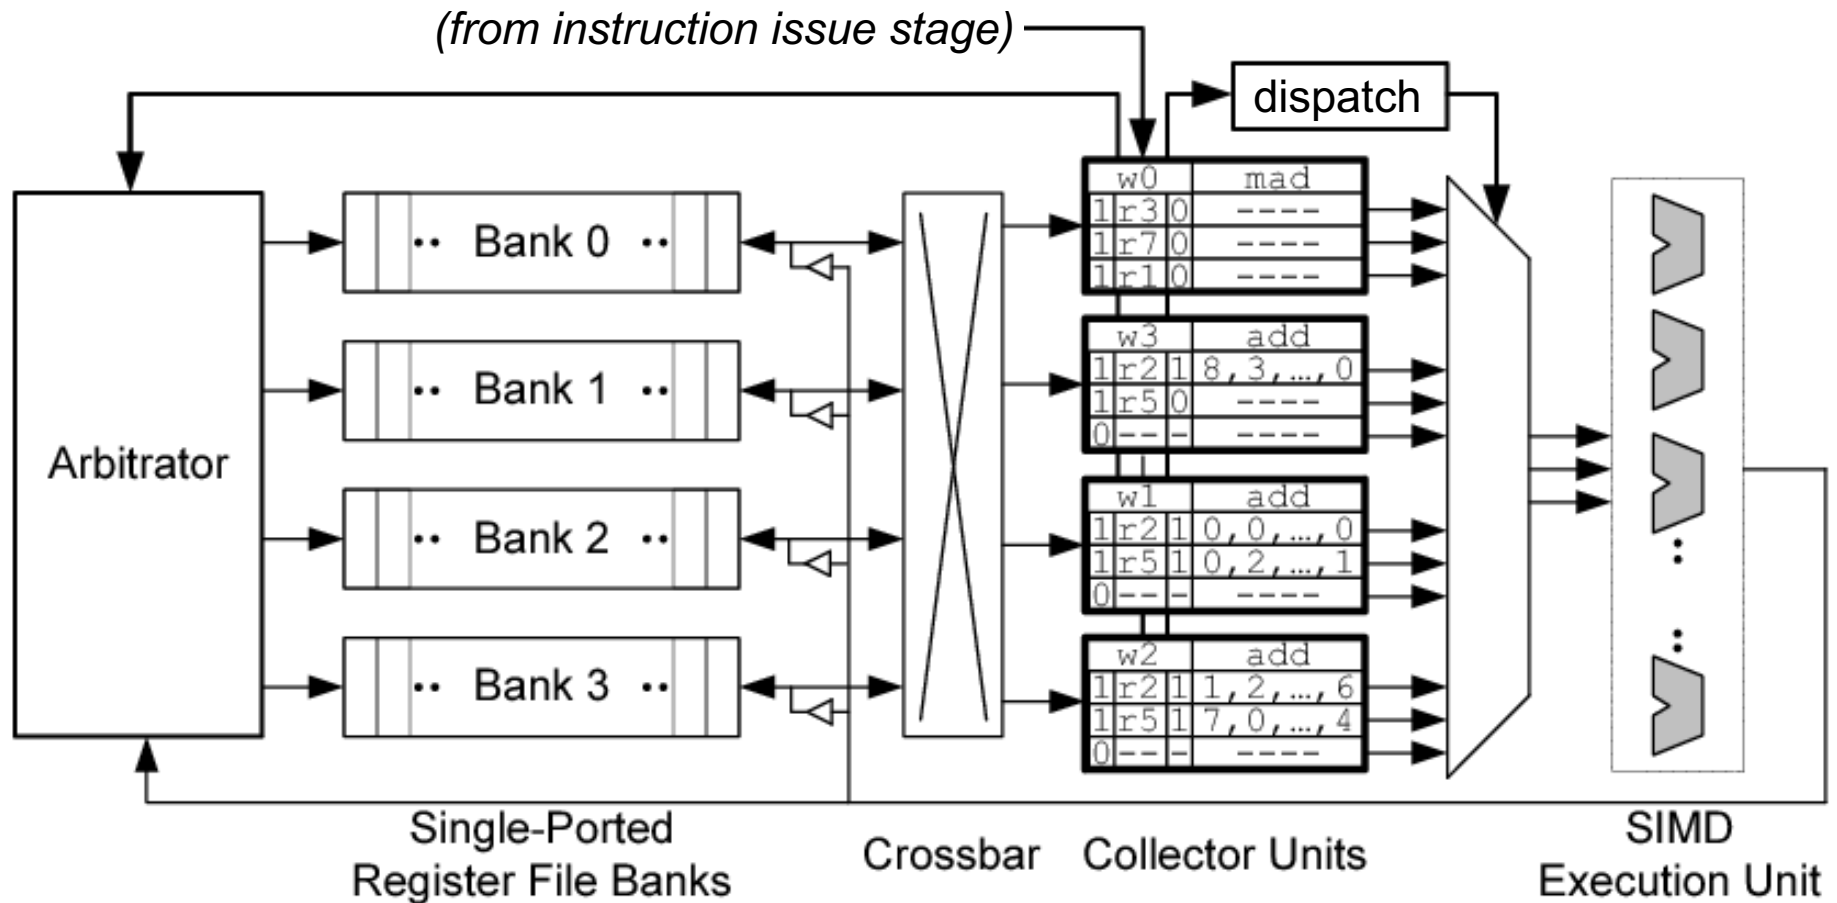 (from instruction issue stage)
dispatch
Arbitrator
Bank 0
Bank 1
Bank 2
Bank 3
w0 mad
1 r3 0 ----
1 r7 0 ----
1 r1 0 ----
w3 add
1 r2 1 8,3,…,0
1 r5 0 ----
0 -- - ----
w1 add
1 r2 1 0,0,…,0
1 r5 1 0,2,…,1
0 -- - ----
w2 add
1 r2 1 1,2,…,6
1 r5 1 7,0,…,4
0 -- - ----
Single-Ported
Register File Banks
Crossbar
Collector Units
SIMD
Execution Unit